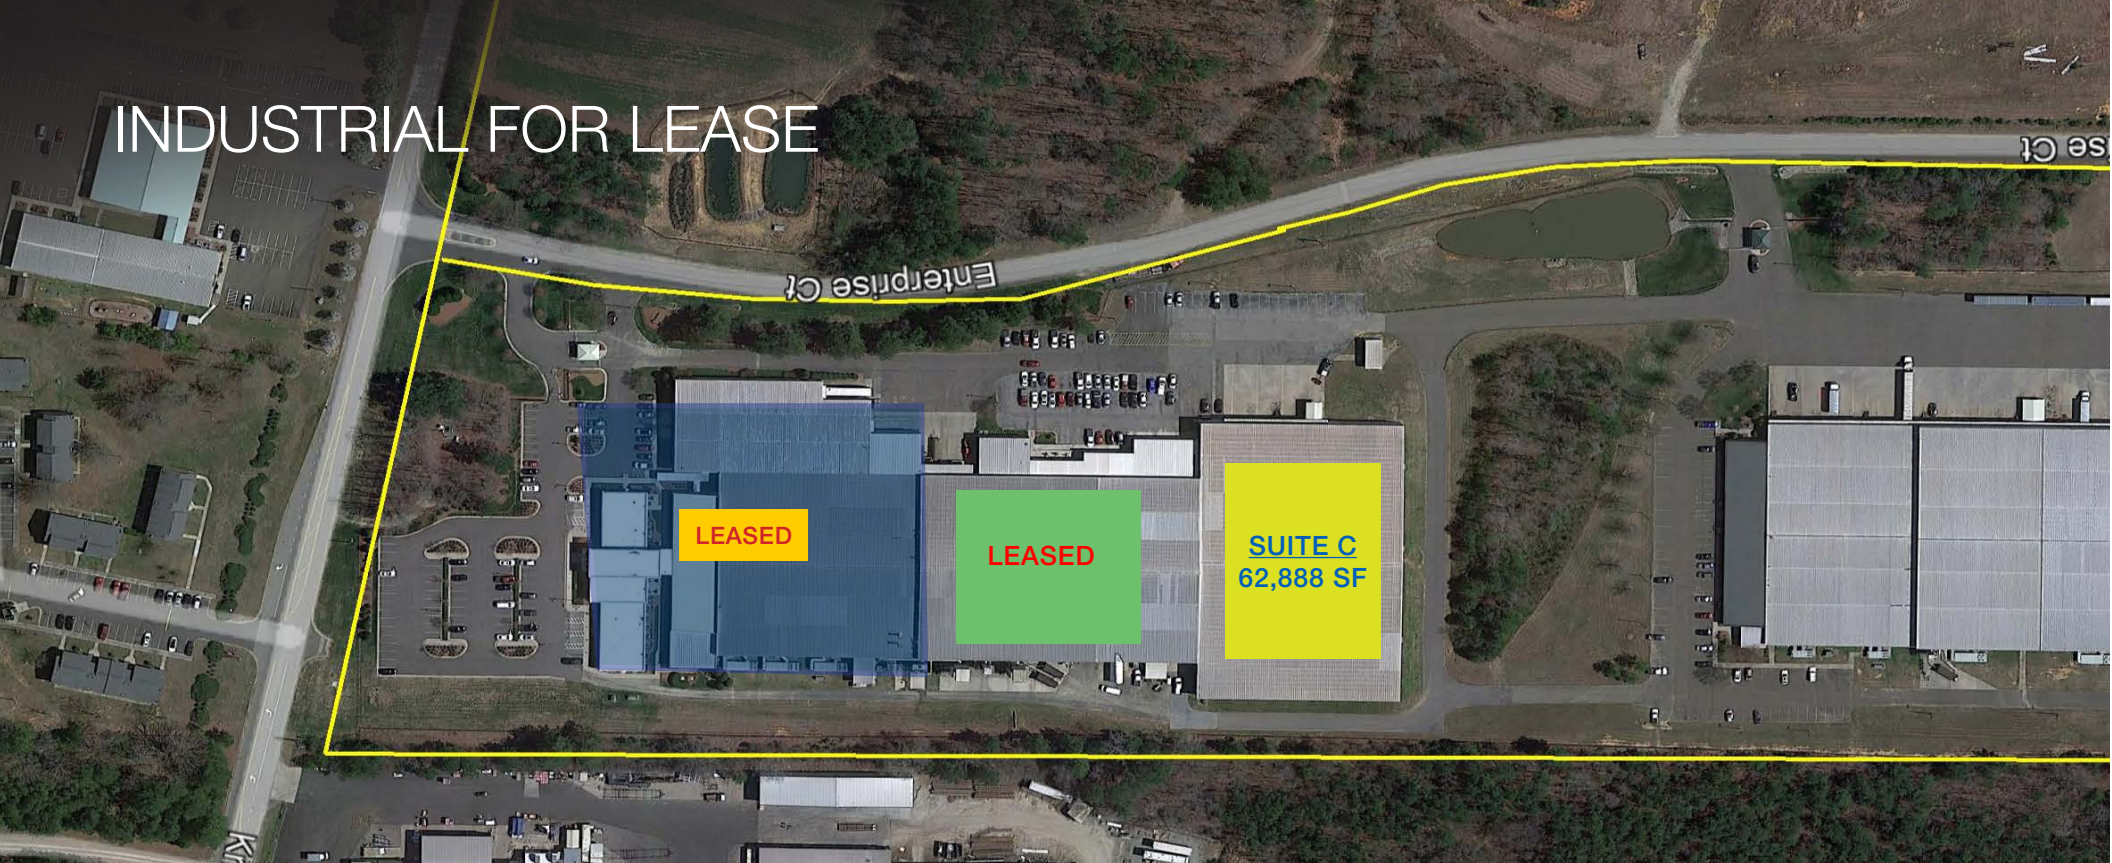 INDUSTRIAL FOR LEASE
Enterprise Ct
LEASED
LEASED
SUITE C
62,888 SF